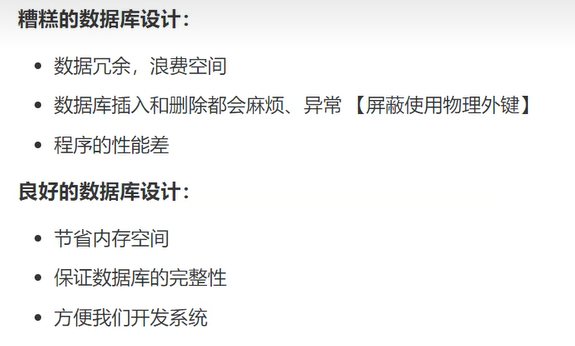 糟糕的数据库设计：
数据冗余，浪费空间
数据库插入和删除都会麻烦、异常 【屏蔽使用物理外键】
程序的性能差
良好的数据库设计：
节省内存空间
保证数据库的完整性
方便我们开发系统